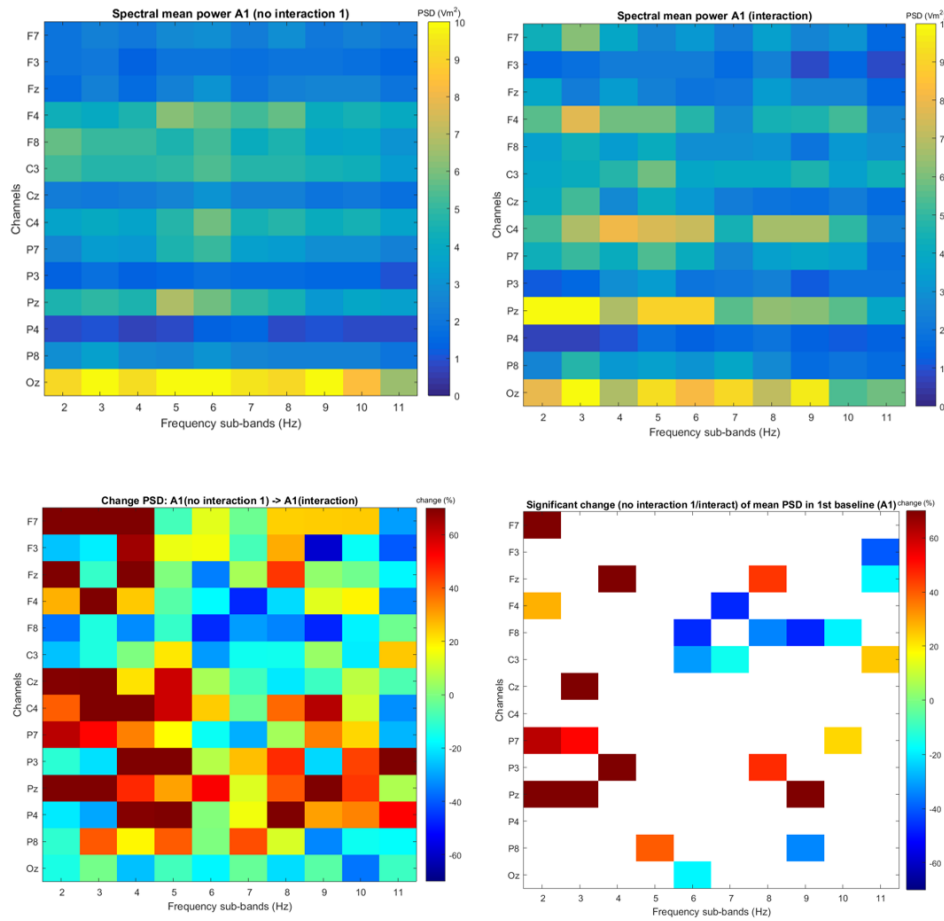 Spectral mean power A1 (no interaction 1)
PSD (Vm²)
Channels
F7
F3
Fz
F4
F8
C3
Cz
C4
P7
P3
Pz
P4
P8
Oz
2 3 4 5 6 7 8 9 10 11
Frequency sub-bands (Hz)
10
9
8
7
6
5
4
3
2
1
0
Spectral mean power A1 (interaction)
PSD (Vm²)
Channels
F7
F3
Fz
F4
F8
C3
Cz
C4
P7
P3
Pz
P4
P8
Oz
2 3 4 5 6 7 8 9 10 11
Frequency sub-bands (Hz)
10
9
8
7
6
5
4
3
2
1
0
Change PSD: A1(no interaction 1) -> A1(interaction)
change (%)
Channels
F7
F3
Fz
F4
F8
C3
Cz
C4
P7
P3
Pz
P4
P8
Oz
2 3 4 5 6 7 8 9 10 11
Frequency sub-bands (Hz)
60
40
20
0
-20
-40
-60
Significant change (no interaction 1/interact) of mean PSD in 1st baseline (A1)
change (%)
Channels
F7
F3
Fz
F4
F8
C3
Cz
C4
P7
P3
Pz
P4
P8
Oz
2 3 4 5 6 7 8 9 10 11
Frequency sub-bands (Hz)
60
40
20
0
-20
-40
-60